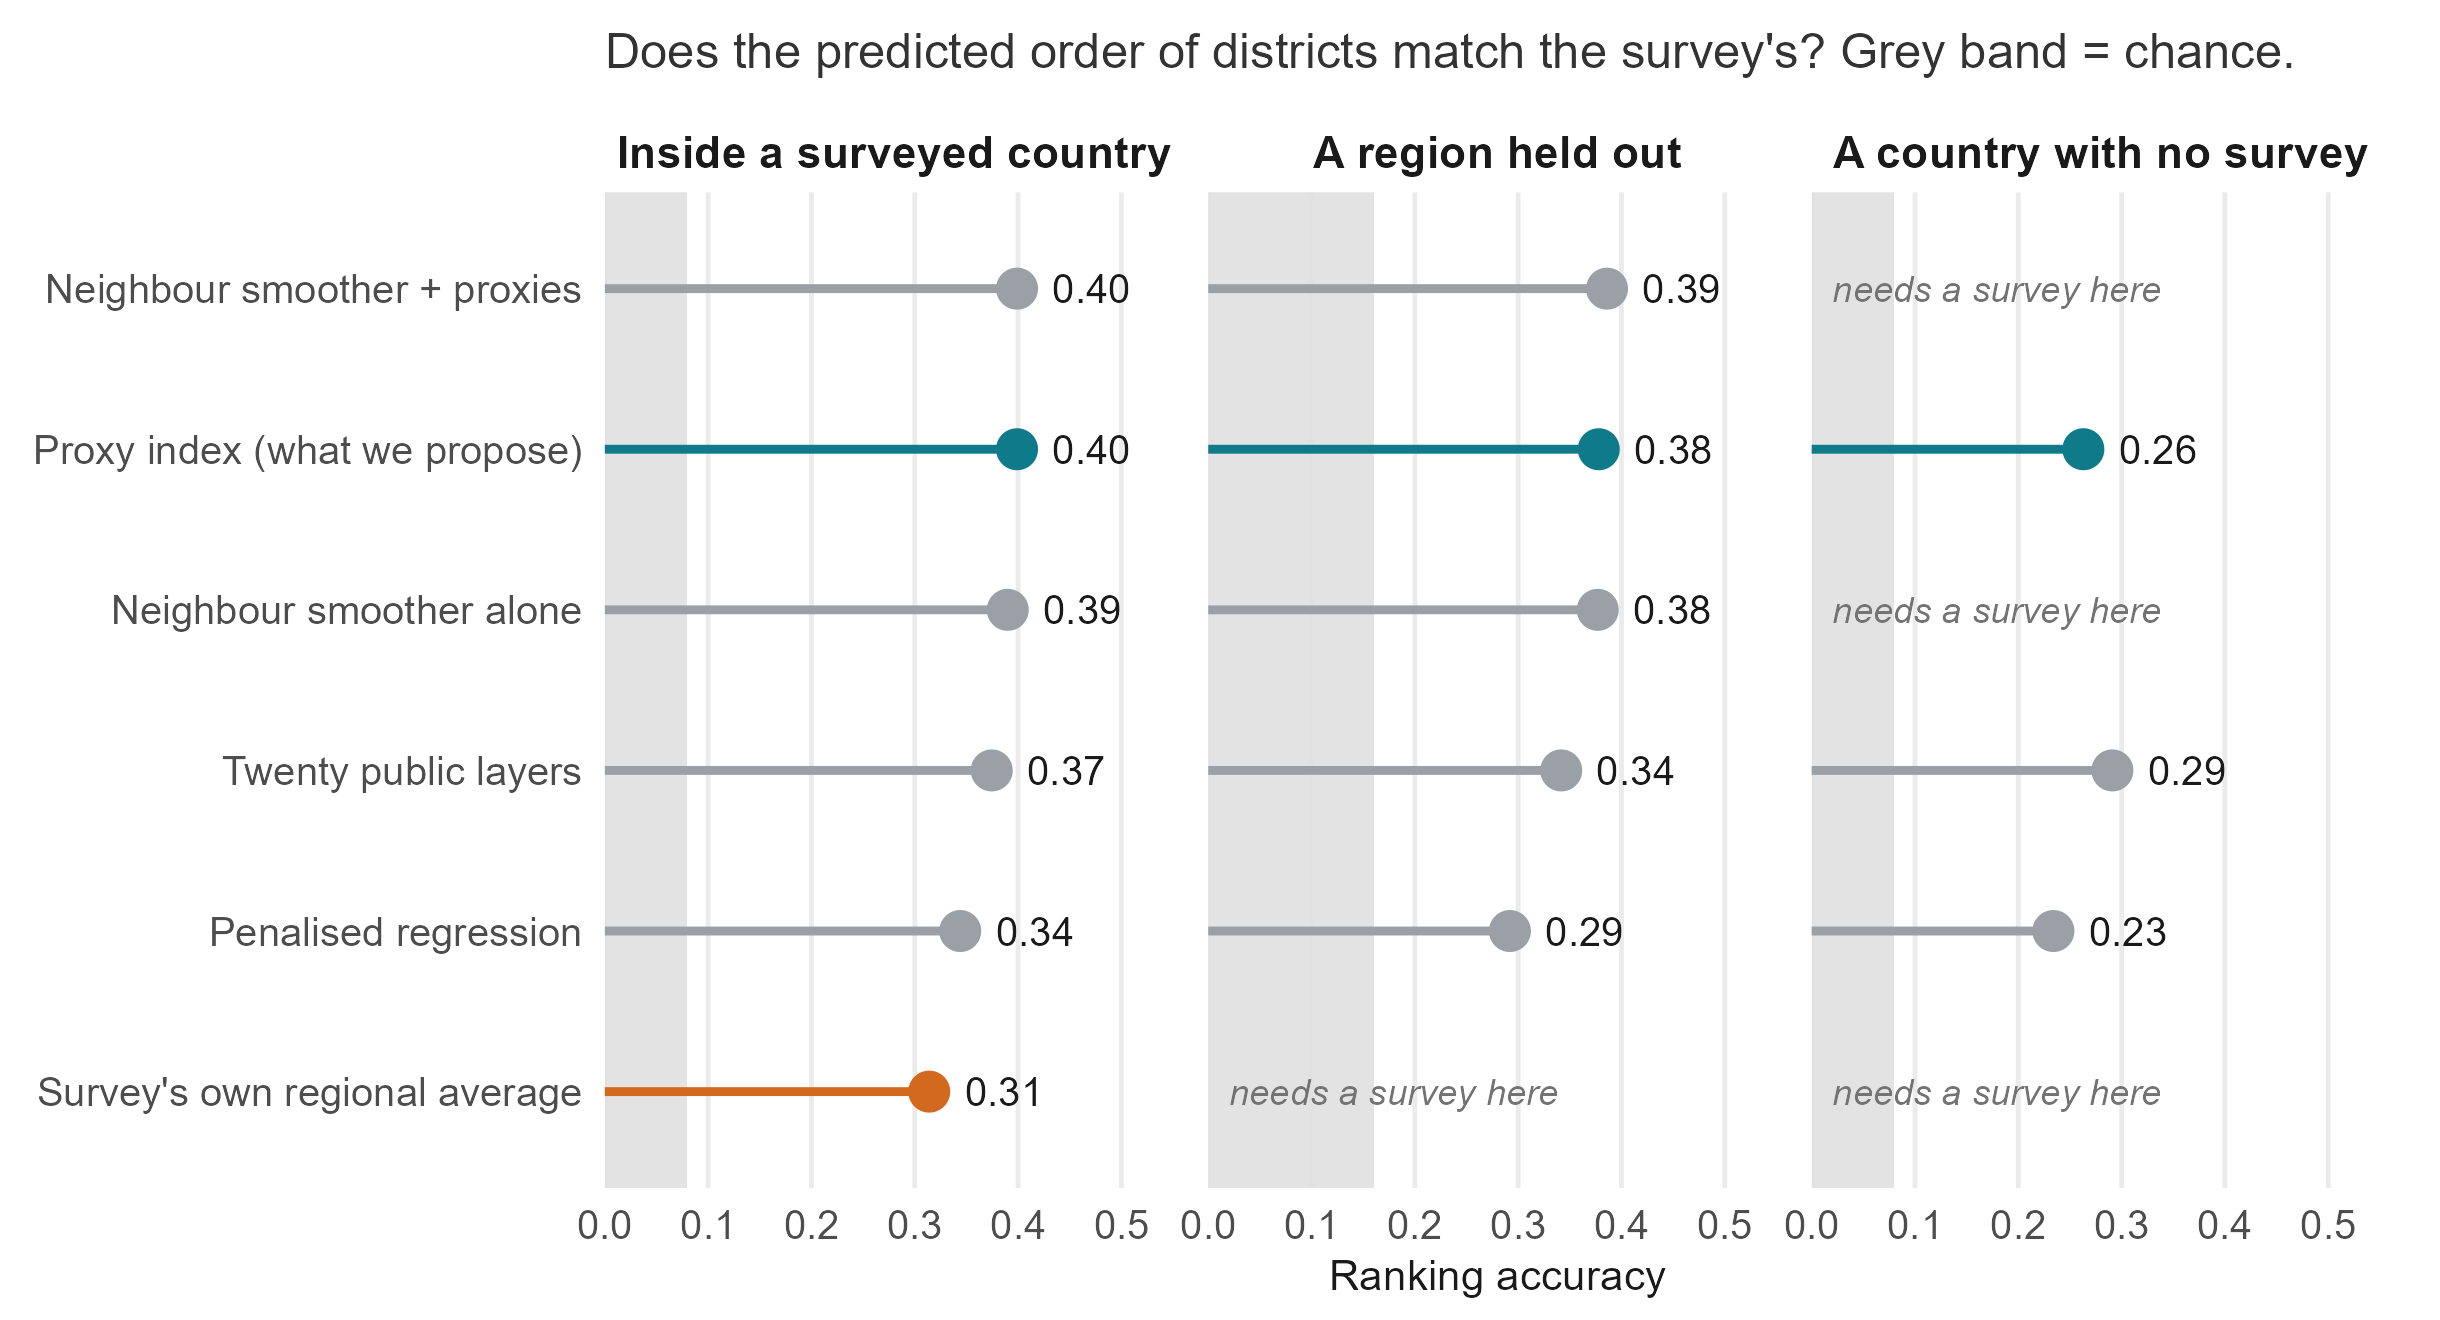 Does the predicted order of districts match the survey's? Grey band = chance.
Inside a surveyed country
A region held out
A country with no survey
Neighbour smoother + proxies
0.40
0.39
needs a survey here
Proxy index (what we propose)
0.40
0.38
0.26
Neighbour smoother alone
0.39
0.38
needs a survey here
Twenty public layers
0.37
0.34
0.29
Penalised regression
0.34
0.29
0.23
Survey's own regional average
0.31
needs a survey here
needs a survey here
0.0 0.1 0.2 0.3 0.4 0.5
0.0 0.1 0.2 0.3 0.4 0.5
0.0 0.1 0.2 0.3 0.4 0.5
Ranking accuracy